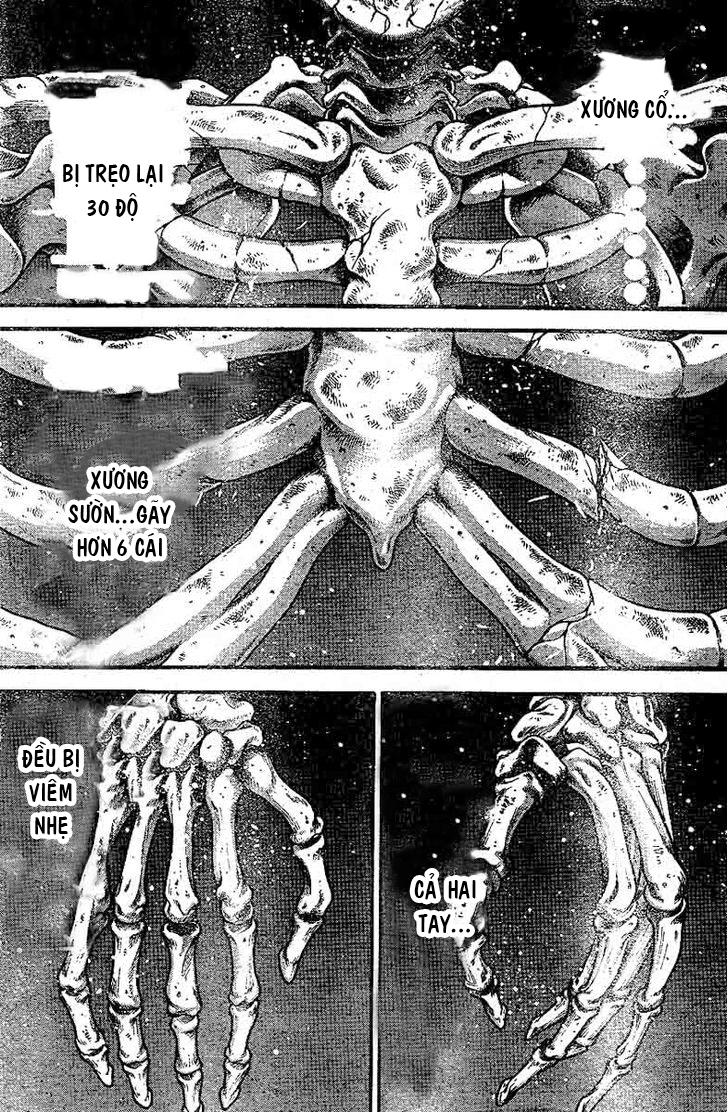 XƯƠNG CỔ...
BỊ TRẸO LẠI
30 ĐỘ
XƯƠNG
SƯỜN...GÃY
HƠN 6 CÁI
CẢ HAI
TAY...
ĐỀU BỊ
VIÊM
NHẸ